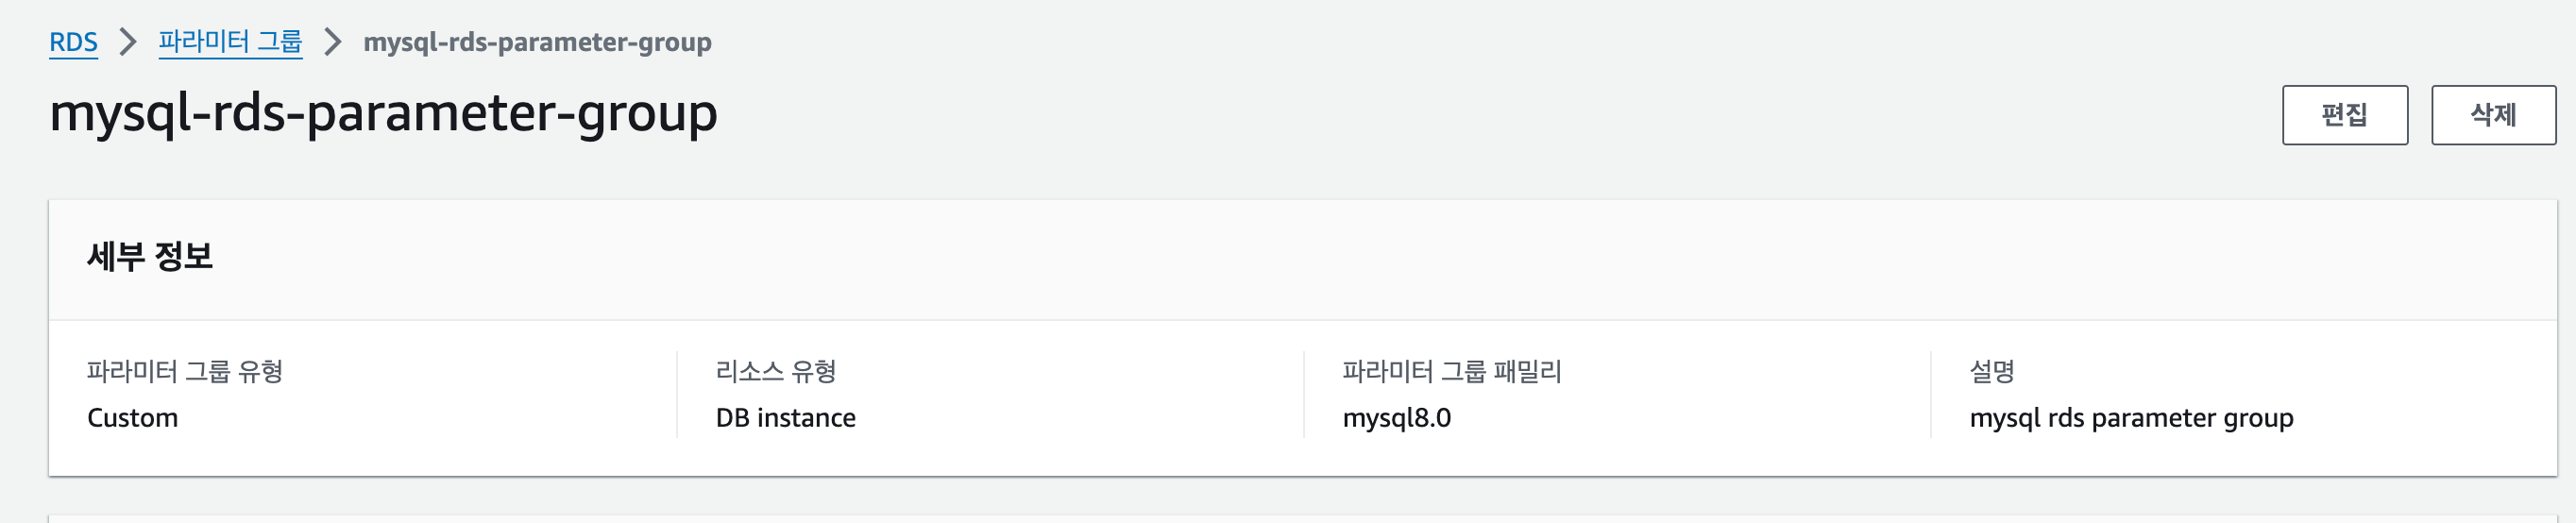 RDS > 파라미터 그룹 > mysql-rds-parameter-group
mysql-rds-parameter-group
편집 삭제
세부 정보
파라미터 그룹 유형 리소스 유형 파라미터 그룹 패밀리 설명
Custom DB instance mysql8.0 mysql rds parameter group